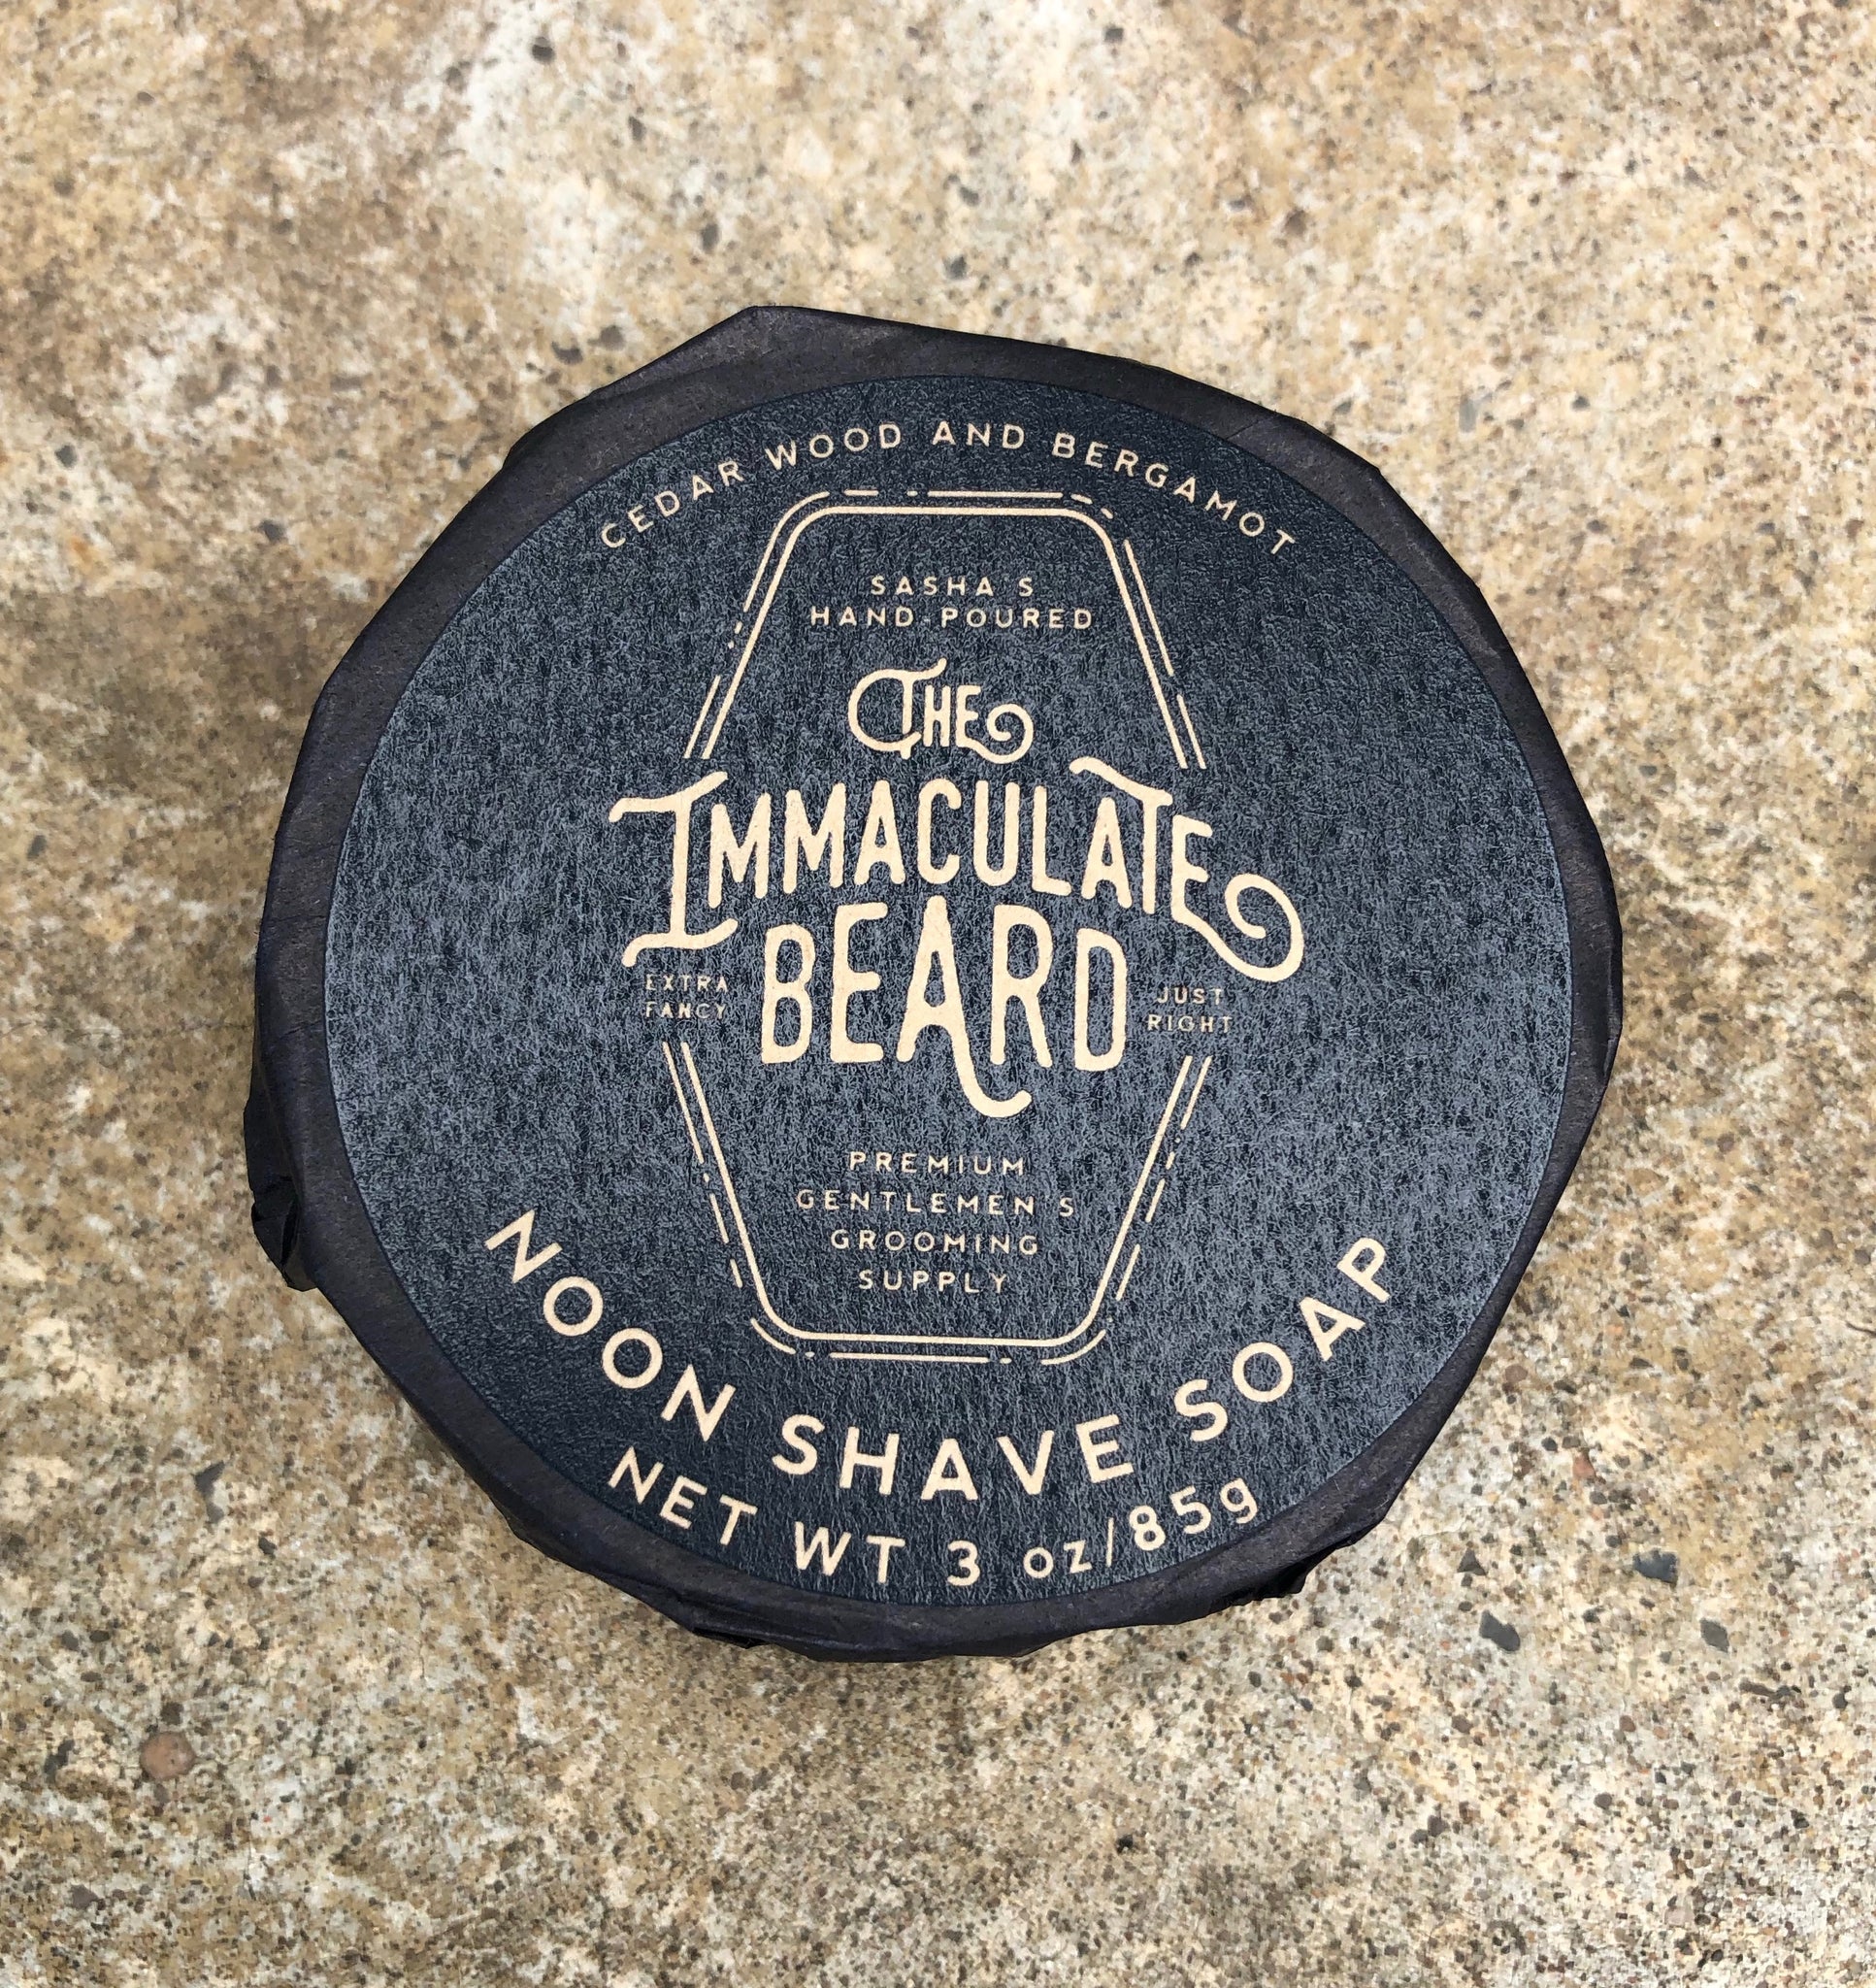 CEDAR WOOD AND BERGAMOT
SASHA'S
HAND-POURED
THE
IMMACULATE
BEARD
EXTRA
FANCY
JUST
RIGHT
PREMIUM
GENTLEMEN S
GROOMING
SUPPLY
NOON SHAVE SOAP
NET WT 3 oz/85g